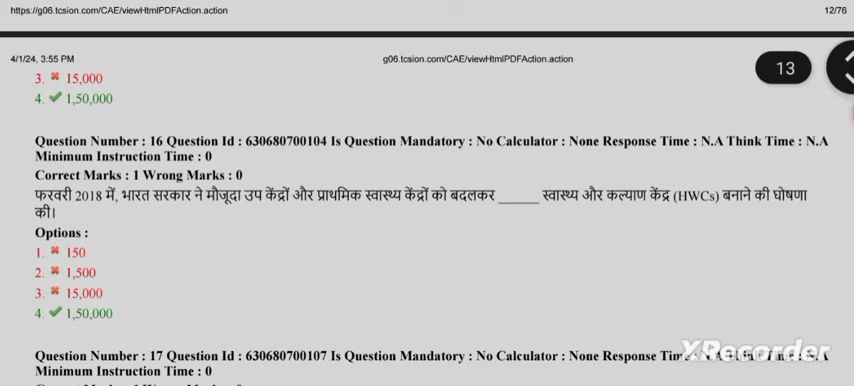 https://g06.tcsion.com/CAE/viewHtmlPDFAction.action 12/76
4/1/24, 3:55 PM g06.tcsion.com/CAE/viewHtmlPDFAction.action
13
3. ✖ 15,000
4. ✔ 1,50,000
Question Number : 16 Question Id : 630680700104 Is Question Mandatory : No Calculator : None Response Time : N.A Think Time : N.A
Minimum Instruction Time : 0
Correct Marks : 1 Wrong Marks : 0
फरवरी 2018 में, भारत सरकार ने मौजूदा उप केंद्रों और प्राथमिक स्वास्थ्य केंद्रों को बदलकर ______ स्वास्थ्य और कल्याण केंद्र (HWCs) बनाने की घोषणा
की।
Options :
1. ✖ 150
2. ✖ 1,500
3. ✖ 15,000
4. ✔ 1,50,000
Question Number : 17 Question Id : 630680700107 Is Question Mandatory : No Calculator : None Response
XRecorder
Minimum Instruction Time : 0